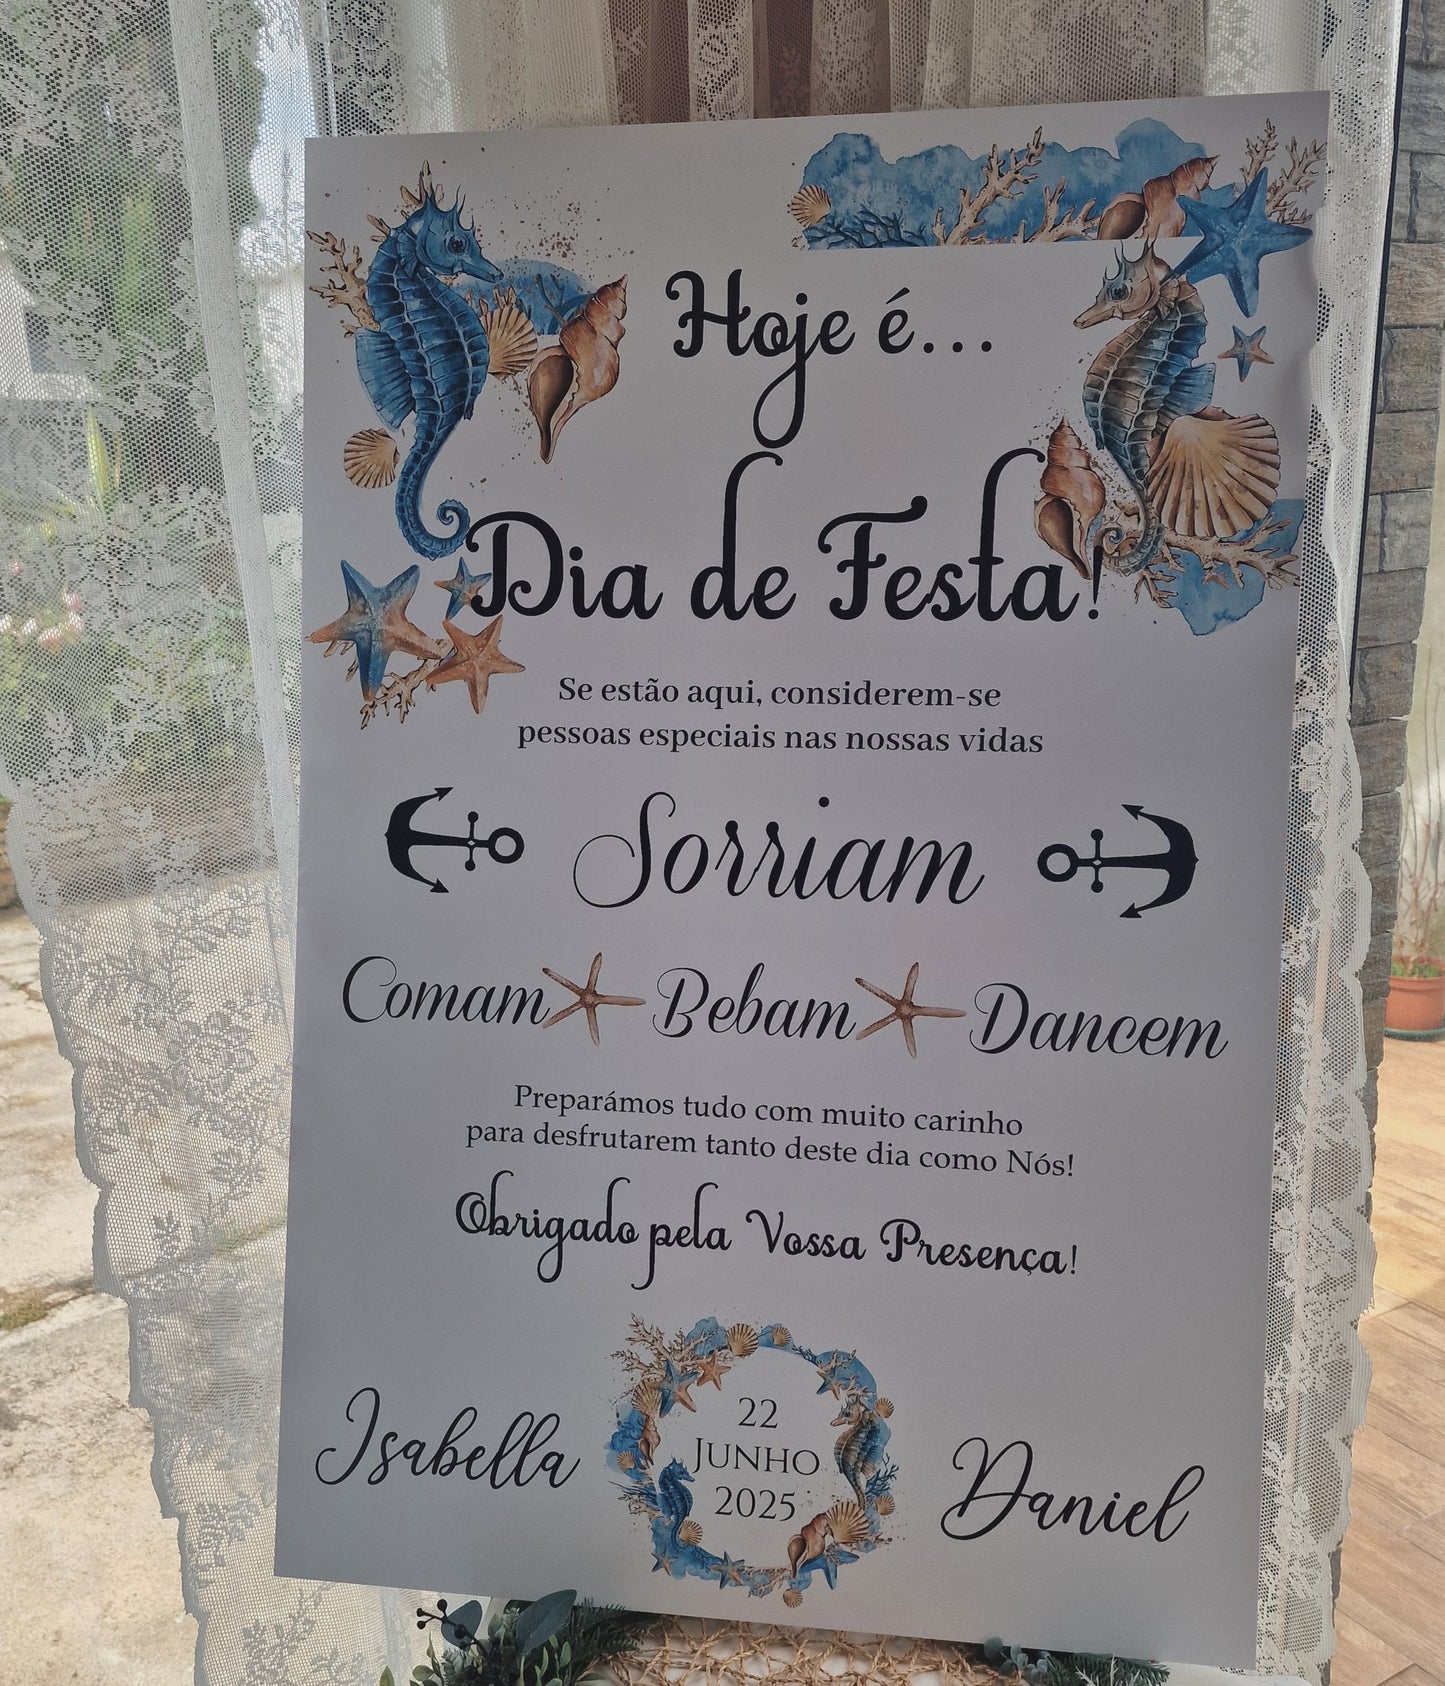 Hoje é...
Dia de Festa!
Se estão aqui, considerem-se
pessoas especiais nas nossas vidas
Sorriam
Comam Bebam Dancem
Preparámos tudo com muito carinho
para desfrutarem tanto deste dia como Nós!
Obrigado pela Vossa Presença!
Isabella
22
JUNHO
2025
Daniel